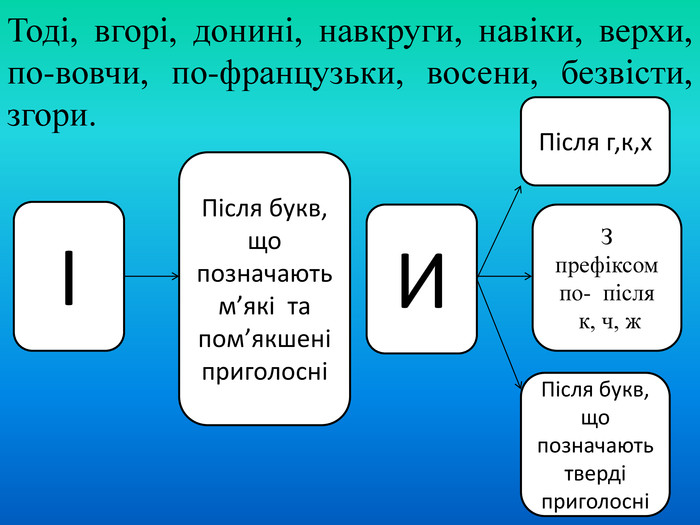 Тоді, вгорі, донині, навкруги, навіки, верхи,
по-вовчи, по-французьки, восени, безвісти,
згори.
І
Після букв,
що
позначають
м’які та
пом’якшені
приголосні
И
Після г,к,х
З
префіксом
по- після
к, ч, ж
Після букв,
що
позначають
тверді
приголосні